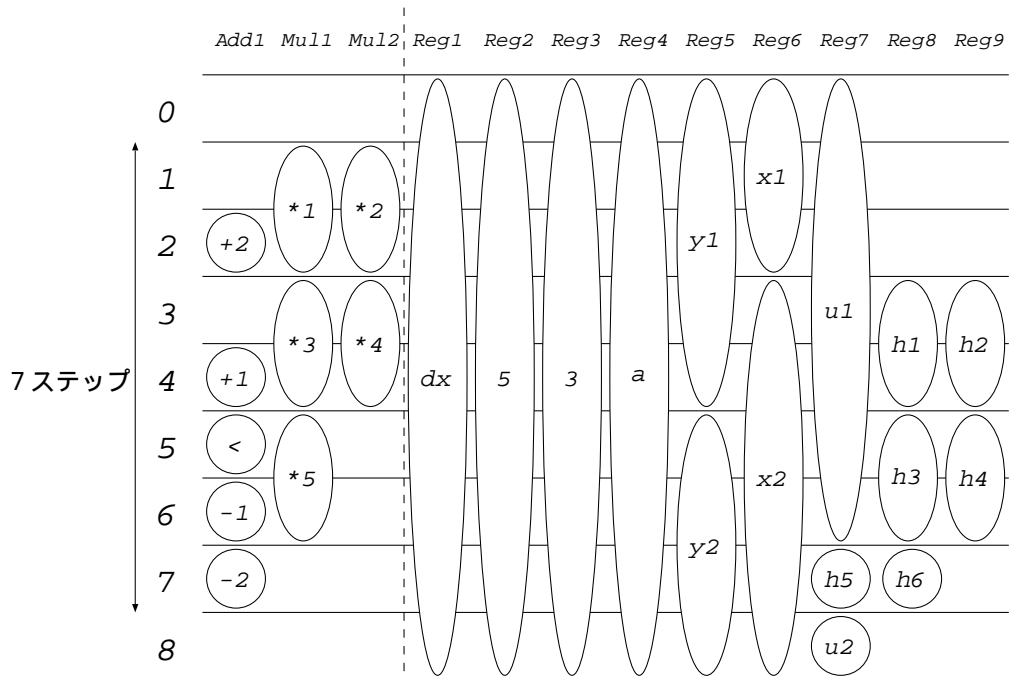 Add1 Mul1 Mul2 Reg1 Reg2 Reg3 Reg4 Reg5 Reg6 Reg7 Reg8 Reg9
0
1 *1 *2 x1
2 +2 y1
3 *3 *4 u1 h1 h2
7ステップ 4 +1 dx 5 3 a
5 < *5 x2 h3 h4
6 -1 y2
7 -2 h5 h6
8 u2